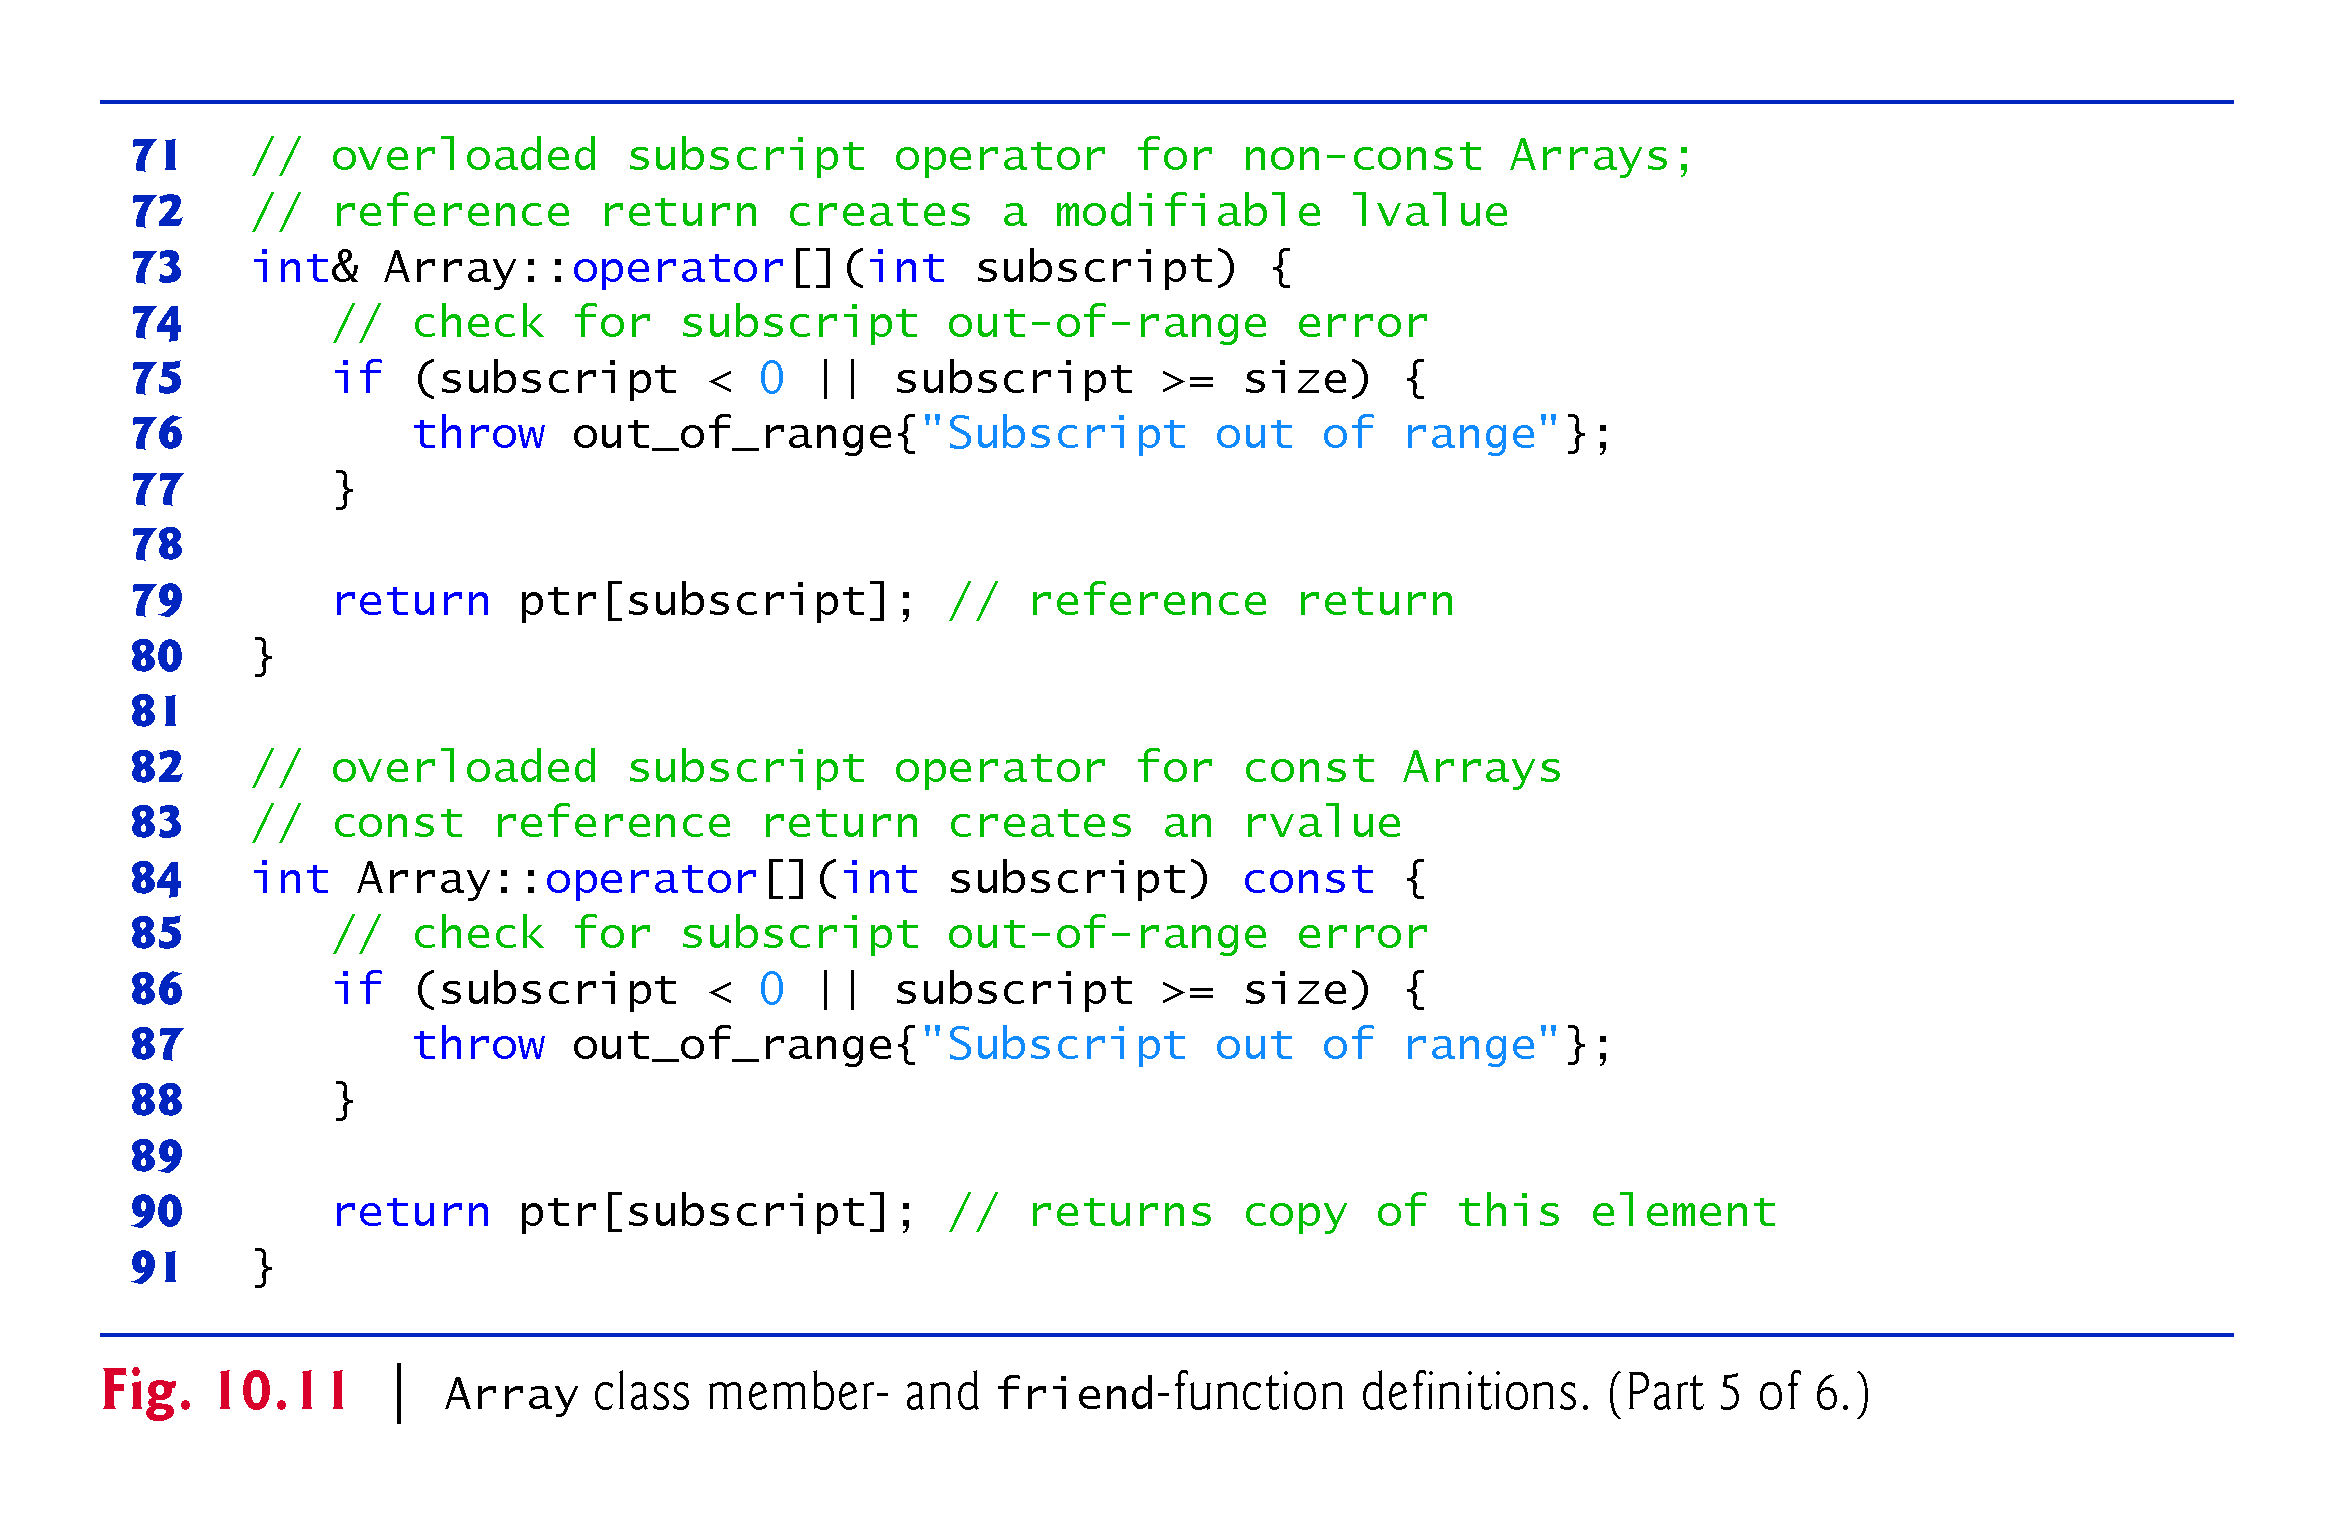 71 // overloaded subscript operator for non-const Arrays;
72 // reference return creates a modifiable lvalue
73 int& Array::operator[](int subscript) {
74    // check for subscript out-of-range error
75    if (subscript < 0 || subscript >= size) {
76       throw out_of_range{"Subscript out of range"};
77    }
78
79    return ptr[subscript]; // reference return
80 }
81
82 // overloaded subscript operator for const Arrays
83 // const reference return creates an rvalue
84 int Array::operator[](int subscript) const {
85    // check for subscript out-of-range error
86    if (subscript < 0 || subscript >= size) {
87       throw out_of_range{"Subscript out of range"};
88    }
89
90    return ptr[subscript]; // returns copy of this element
91 }
Fig. 10.11 | Array class member- and friend-function definitions. (Part 5 of 6.)